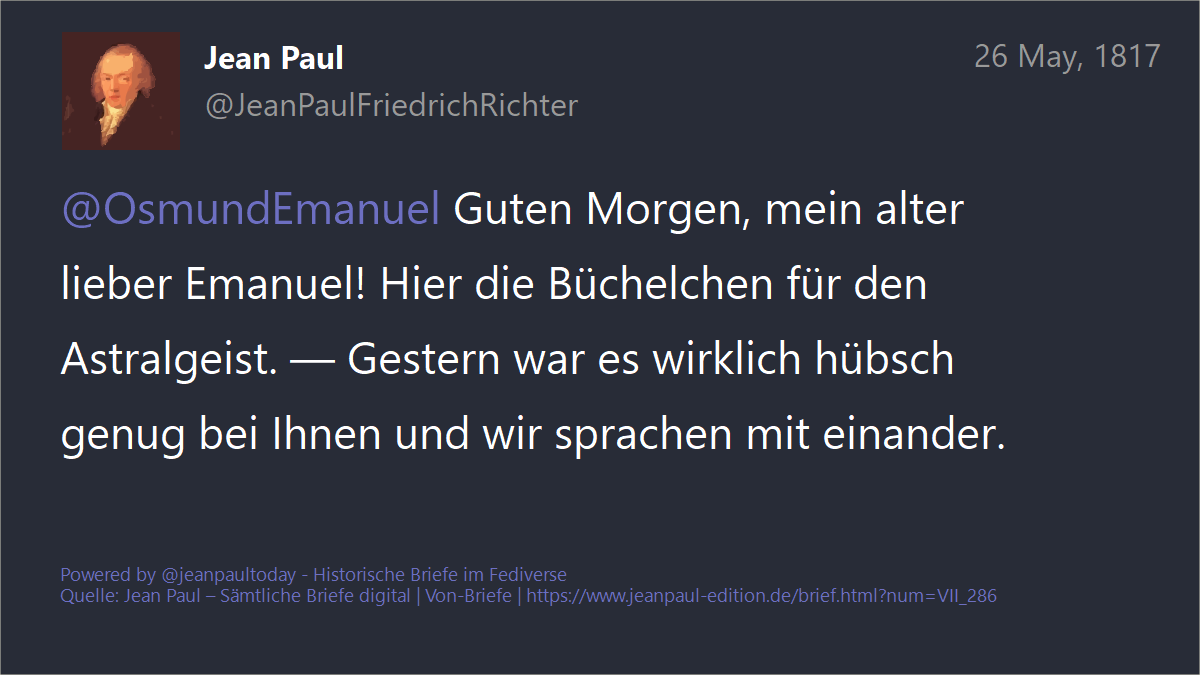 Jean Paul
26 May, 1817
@JeanPaulFriedrichRichter
@OsmundEmanuel Guten Morgen, mein alter
lieber Emanuel! Hier die Büchelchen für den
Astralgeist. — Gestern war es wirklich hübsch
genug bei Ihnen und wir sprachen mit einander.
Powered by @jeanpaultoday - Historische Briefe im Fediverse
Quelle: Jean Paul – Sämtliche Briefe digital | Von-Briefe | https://www.jeanpaul-edition.de/brief.html?num=VII_286